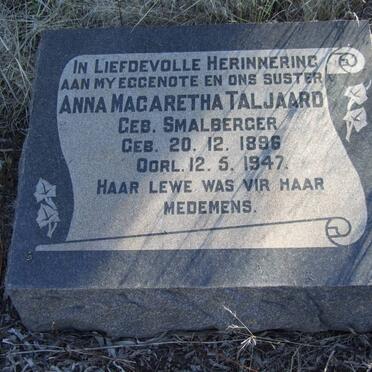 IN LIEFDEVOLLE HERINNERING
AAN MY EGGENOTE EN ONS SUSTER
ANNA MAGARETHA TALJAARD
GEB. SMALBERGER
GEB. 20. 12. 1896
OORL. 12. 5. 1947.
HAAR LEWE WAS VIR HAAR
MEDEMENS.